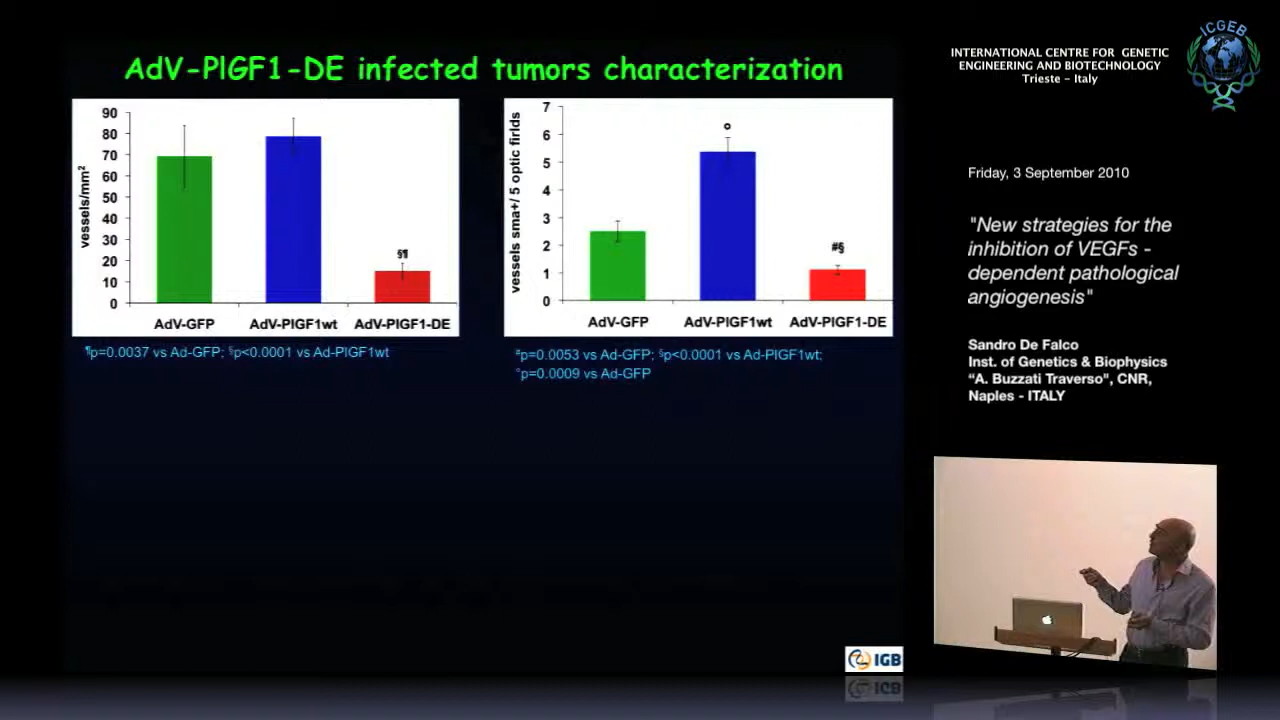 AdV-PlGF1-DE infected tumors characterization
vessels/mm²
90
80
70
60
50
40
30
20
10
0
§¶
AdV-GFP
AdV-PlGF1wt
AdV-PlGF1-DE
¶p=0.0037 vs Ad-GFP; §p<0.0001 vs Ad-PlGF1wt
vessels sma+/ 5 optic firlds
7
6
5
4
3
2
1
0
°
#§
AdV-GFP
AdV-PlGF1wt
AdV-PlGF1-DE
#p=0.0053 vs Ad-GFP; §p<0.0001 vs Ad-PlGF1wt;
°p=0.0009 vs Ad-GFP
IGB
INTERNATIONAL CENTRE FOR GENETIC
ENGINEERING AND BIOTECHNOLOGY
Trieste - Italy
ICGEB
Friday, 3 September 2010
"New strategies for the
inhibition of VEGFs -
dependent pathological
angiogenesis"
Sandro De Falco
Inst. of Genetics & Biophysics
“A. Buzzati Traverso", CNR,
Naples - ITALY